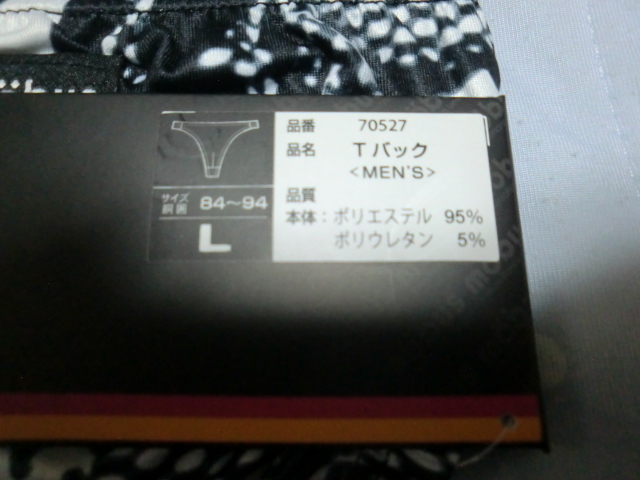 品番 70527
品名 Tバック
<MEN'S>
品質
本体：ポリエステル 95%
ポリウレタン 5%
サイズ
胴囲 84～94
L